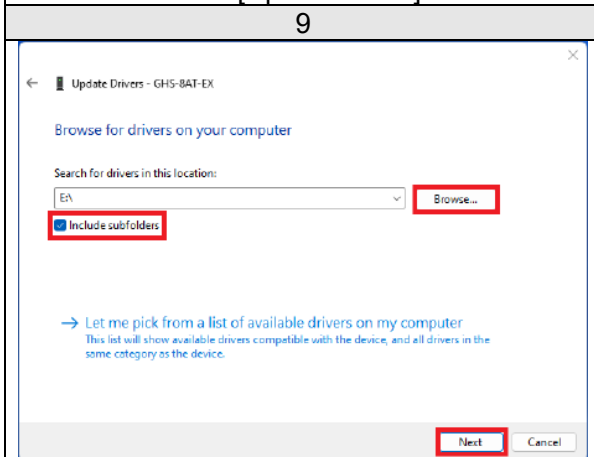 9
Update Drivers - GHS-8AT-EX
Browse for drivers on your computer
Search for drivers in this location:
E:\
Browse...
Include subfolders
→ Let me pick from a list of available drivers on my computer
This list will show available drivers compatible with the device, and all drivers in the
same category as the device.
Next
Cancel